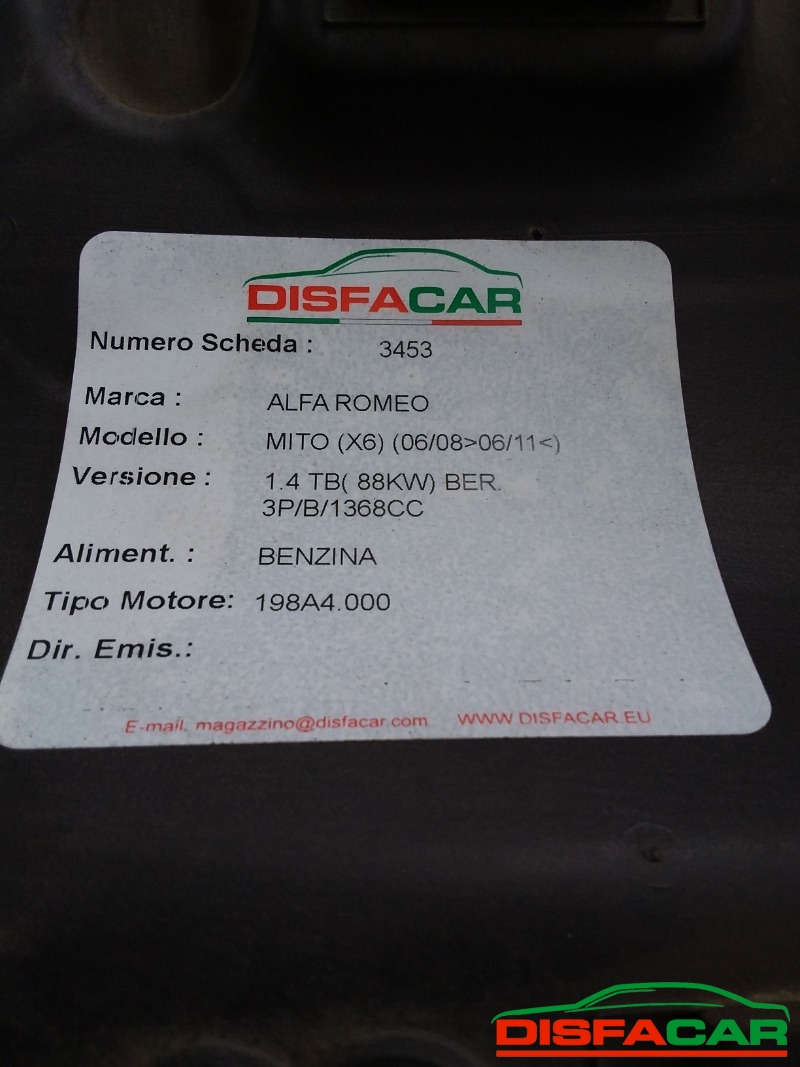 DISFACAR
Numero Scheda : 3453
Marca : ALFA ROMEO
Modello : MITO (X6) (06/08>06/11<)
Versione : 1.4 TB( 88KW) BER.
3P/B/1368CC
Aliment. : BENZINA
Tipo Motore: 198A4.000
Dir. Emis.:
E-mail. magazzino@disfacar.com WWW.DISFACAR.EU
DISFACAR